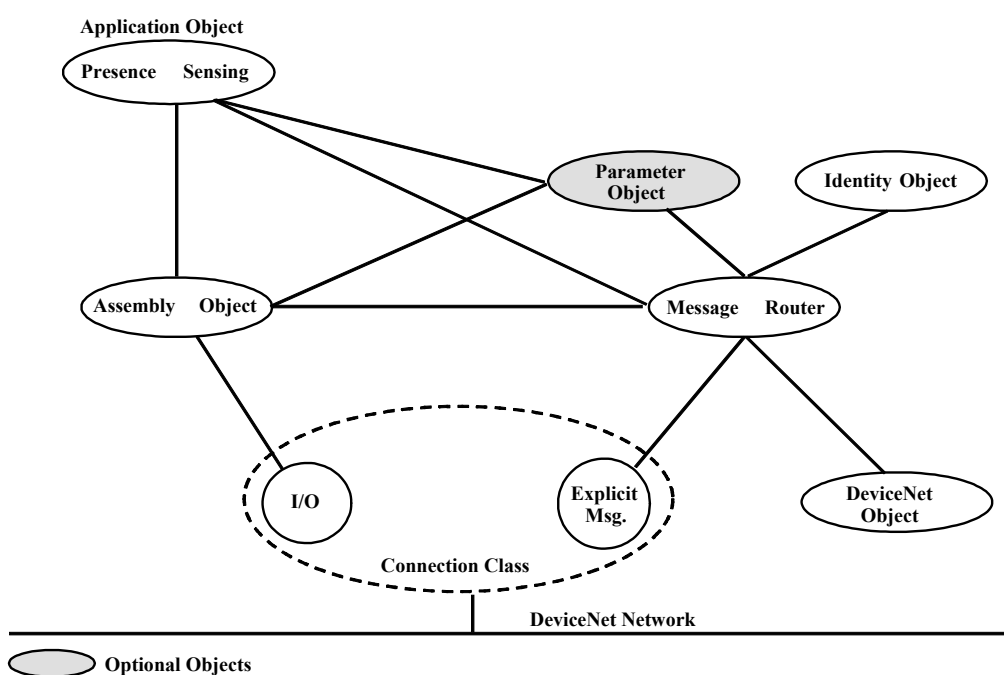 Application Object
Presence Sensing
Parameter
Object
Identity Object
Assembly Object
Message Router
I/O
Explicit
Msg.
DeviceNet
Object
Connection Class
DeviceNet Network
Optional Objects